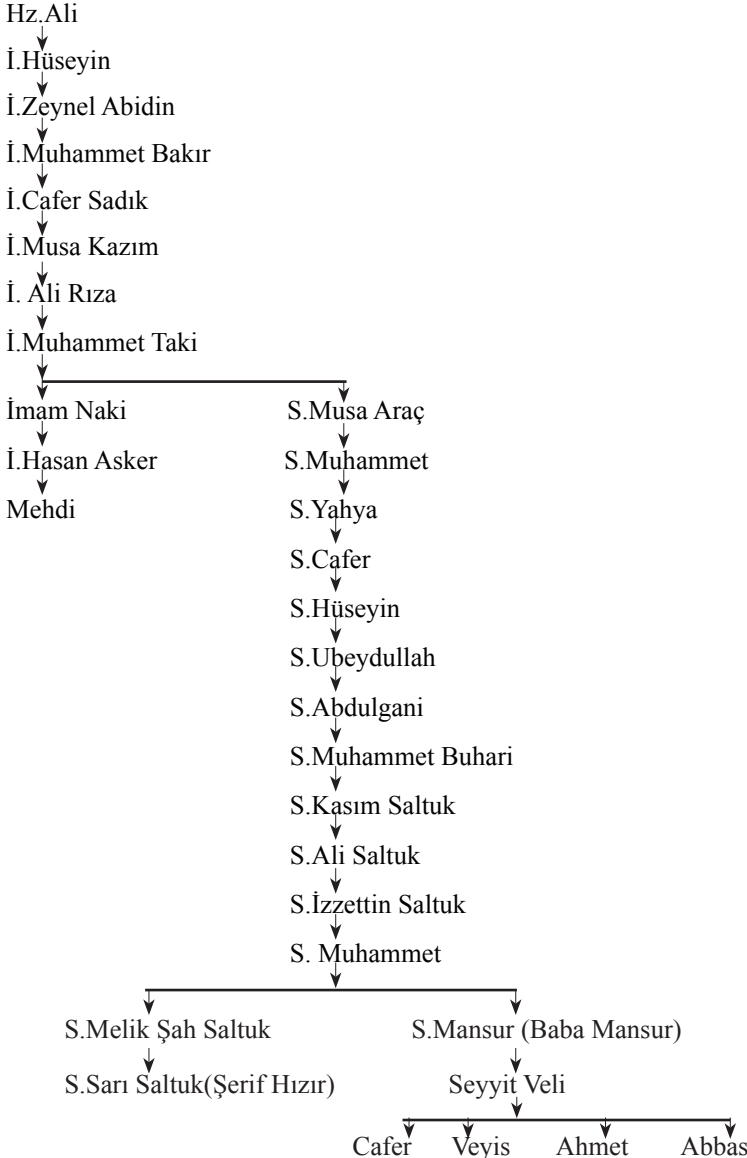 Hz.Ali
İ.Hüseyin
İ.Zeynel Abidin
İ.Muhammet Bakır
İ.Cafer Sadık
İ.Musa Kazım
İ. Ali Rıza
İ.Muhammet Taki
İmam Naki S.Musa Araç
İ.Hasan Asker S.Muhammet
Mehdi S.Yahya
S.Cafer
S.Hüseyin
S.Ubeydullah
S.Abdulgani
S.Muhammet Buhari
S.Kasım Saltuk
S.Ali Saltuk
S.İzzettin Saltuk
S. Muhammet
S.Melik Şah Saltuk S.Mansur (Baba Mansur)
S.Sarı Saltuk(Şerif Hızır) Seyyit Veli
Cafer Veyis Ahmet Abbas